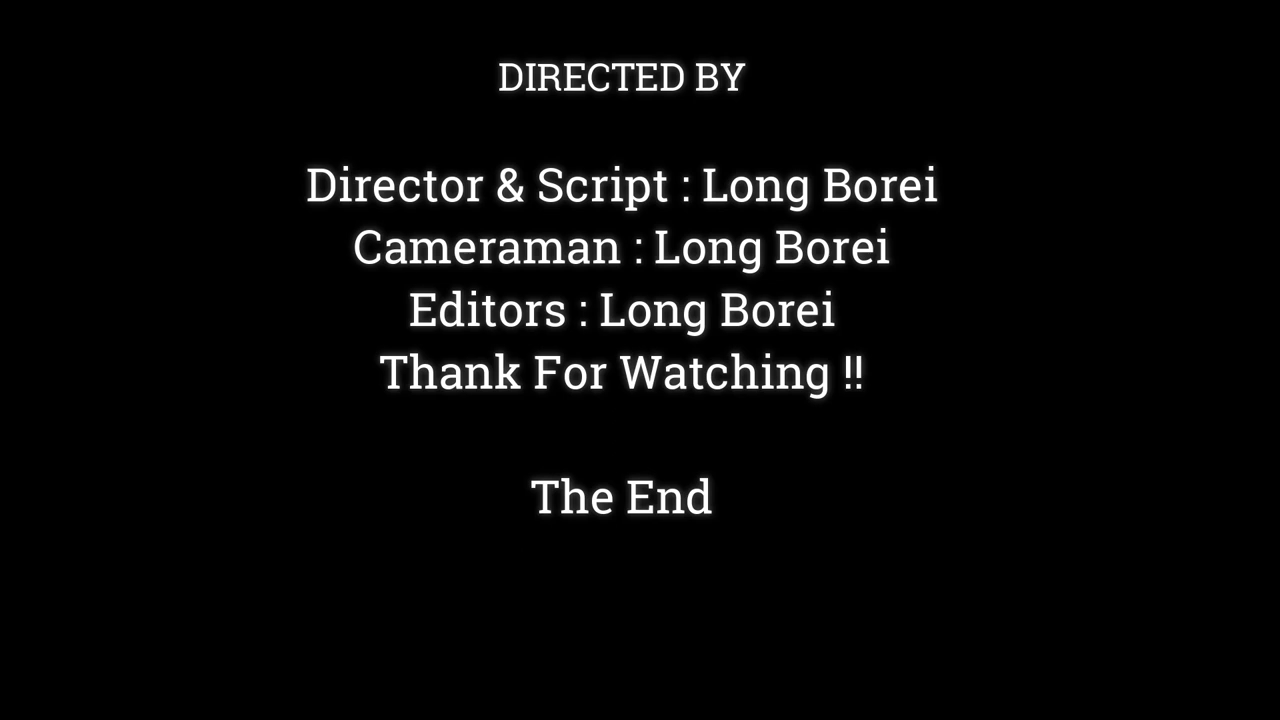 DIRECTED BY
Director & Script : Long Borei
Cameraman : Long Borei
Editors : Long Borei
Thank For Watching !!
The End